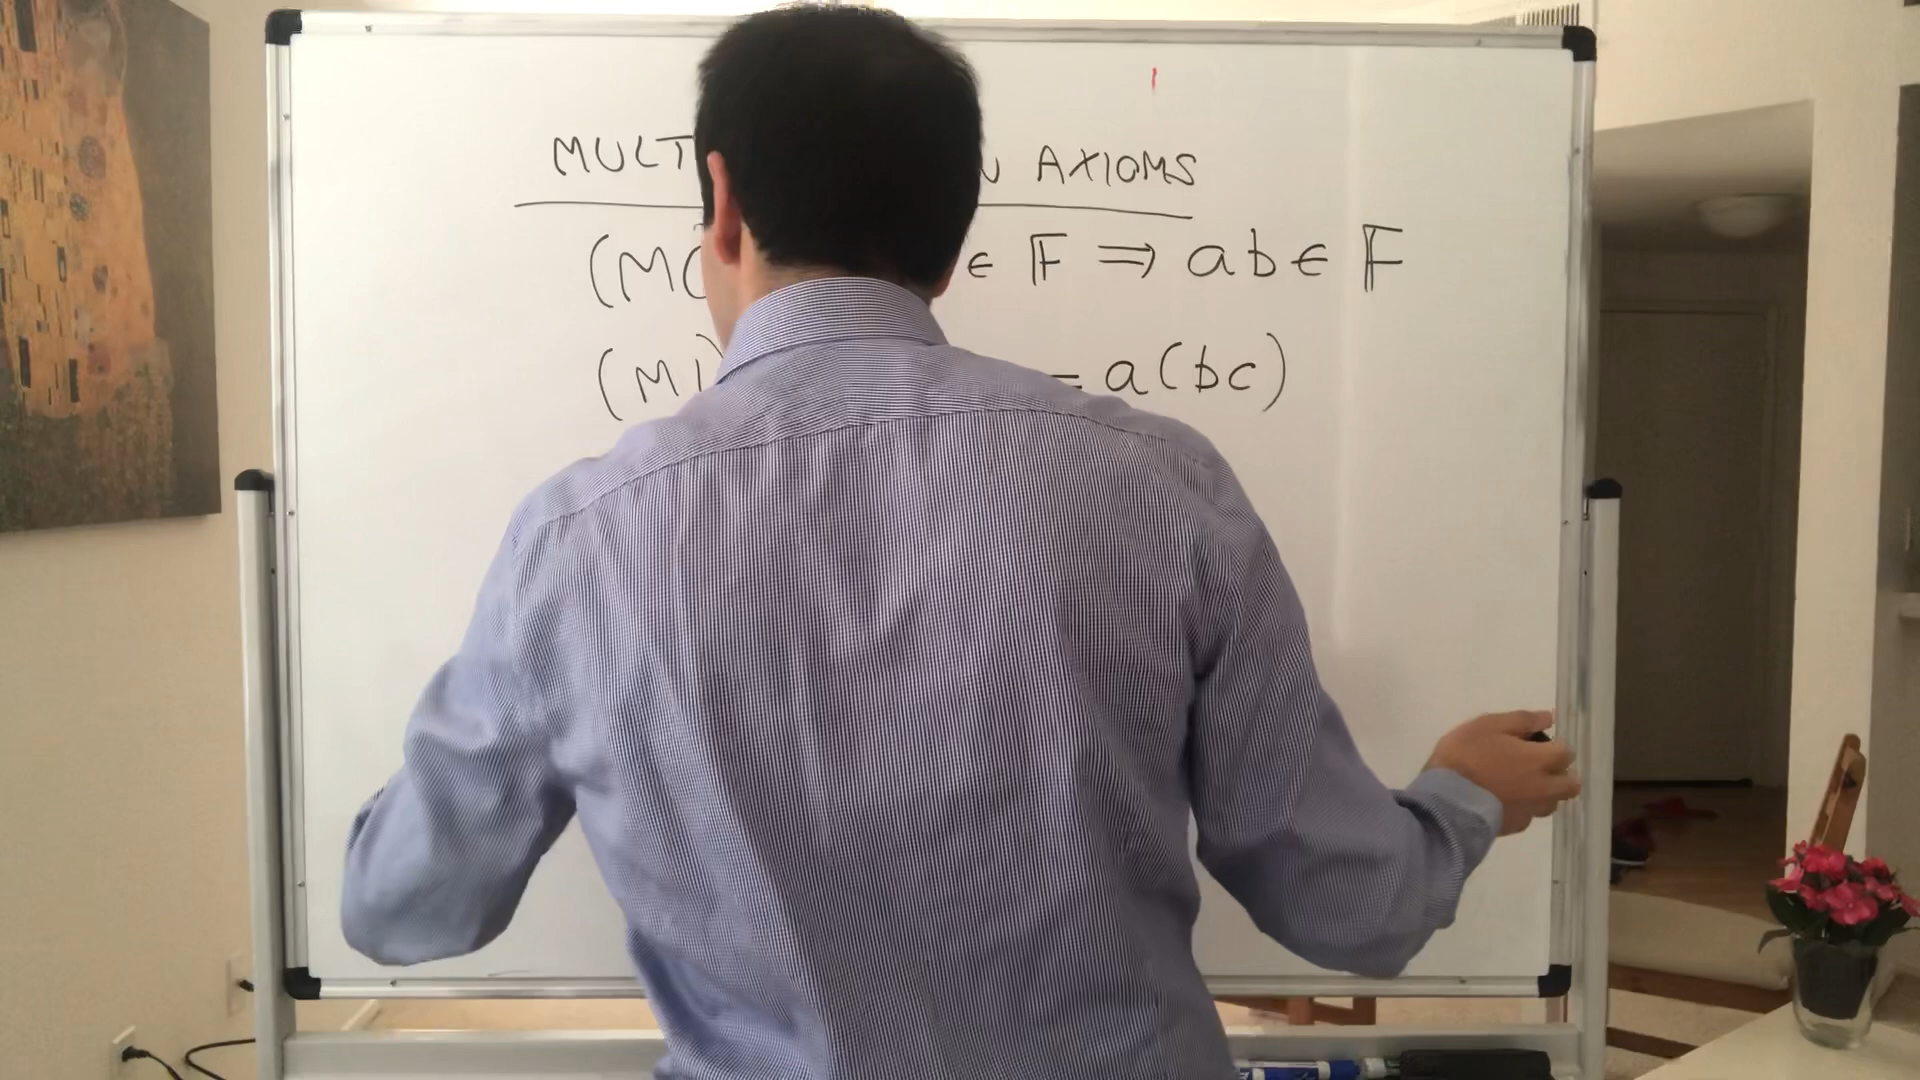 MULT N AXIOMS
(M ∈ 𝔽 ⇒ ab ∈ 𝔽
(M1) = a(bc)